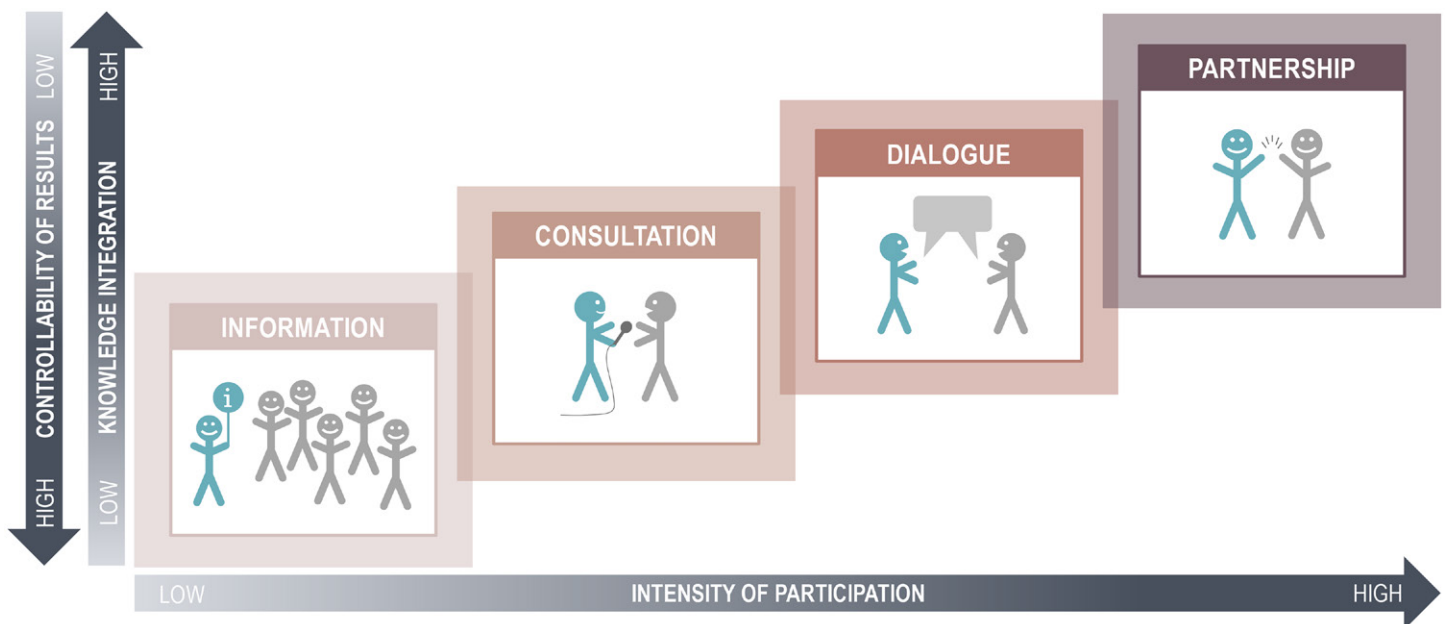 LOW
CONTROLLABILITY OF RESULTS
HIGH
HIGH
KNOWLEDGE INTEGRATION
LOW
INFORMATION
i
CONSULTATION
DIALOGUE
PARTNERSHIP
LOW
INTENSITY OF PARTICIPATION
HIGH